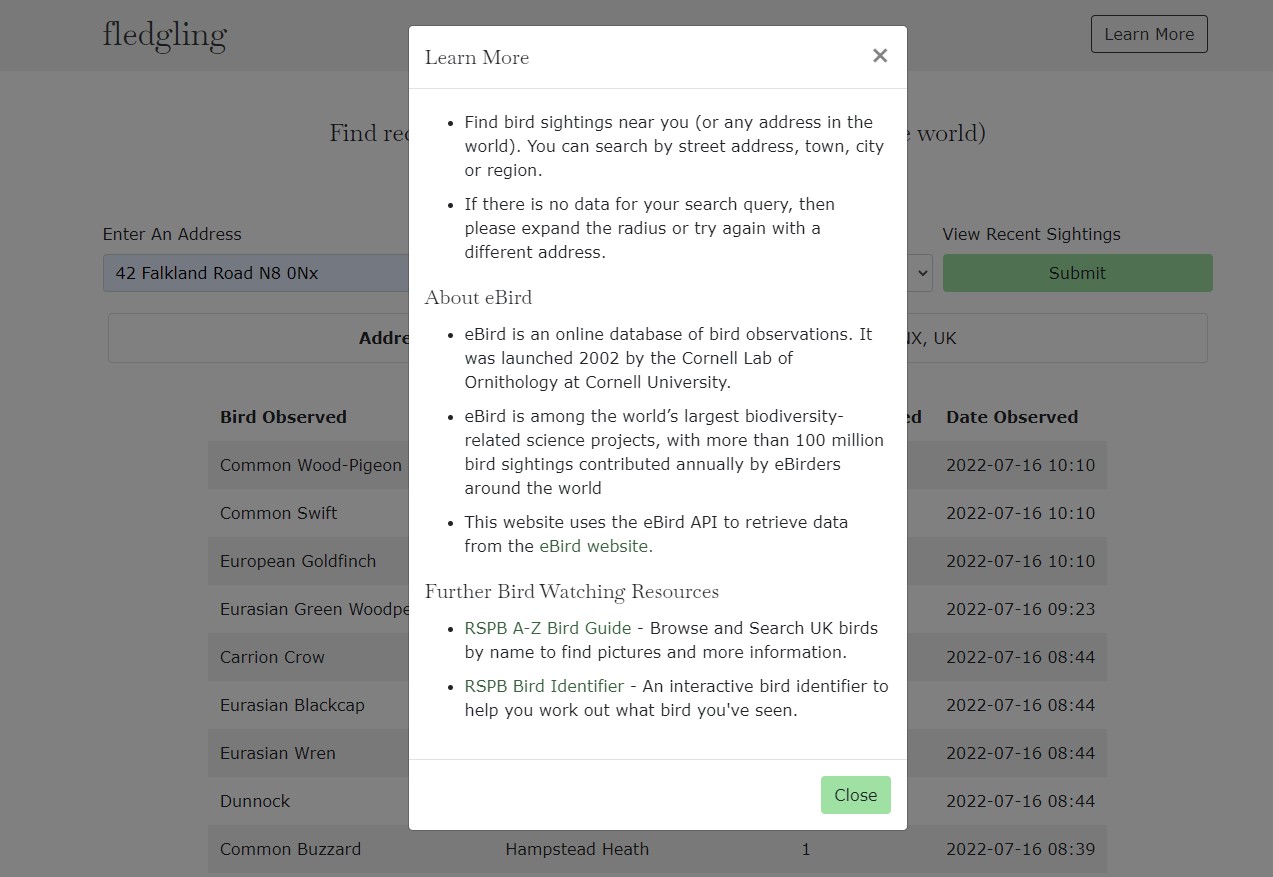 fledgling
Learn More
Learn More
×
Find rec
e world)
• Find bird sightings near you (or any address in the
world). You can search by street address, town, city
or region.
• If there is no data for your search query, then
please expand the radius or try again with a
different address.
Enter An Address
View Recent Sightings
42 Falkland Road N8 0Nx
Submit
Addre
NX, UK
About eBird
• eBird is an online database of bird observations. It
was launched 2002 by the Cornell Lab of
Ornithology at Cornell University.
• eBird is among the world’s largest biodiversity-
related science projects, with more than 100 million
bird sightings contributed annually by eBirders
around the world
• This website uses the eBird API to retrieve data
from the eBird website.
Further Bird Watching Resources
• RSPB A-Z Bird Guide - Browse and Search UK birds
by name to find pictures and more information.
• RSPB Bird Identifier - An interactive bird identifier to
help you work out what bird you've seen.
Close
Bird Observed ed Date Observed
Common Wood-Pigeon 2022-07-16 10:10
Common Swift 2022-07-16 10:10
European Goldfinch 2022-07-16 10:10
Eurasian Green Woodpe 2022-07-16 09:23
Carrion Crow 2022-07-16 08:44
Eurasian Blackcap 2022-07-16 08:44
Eurasian Wren 2022-07-16 08:44
Dunnock 2022-07-16 08:44
Common Buzzard Hampstead Heath 1 2022-07-16 08:39